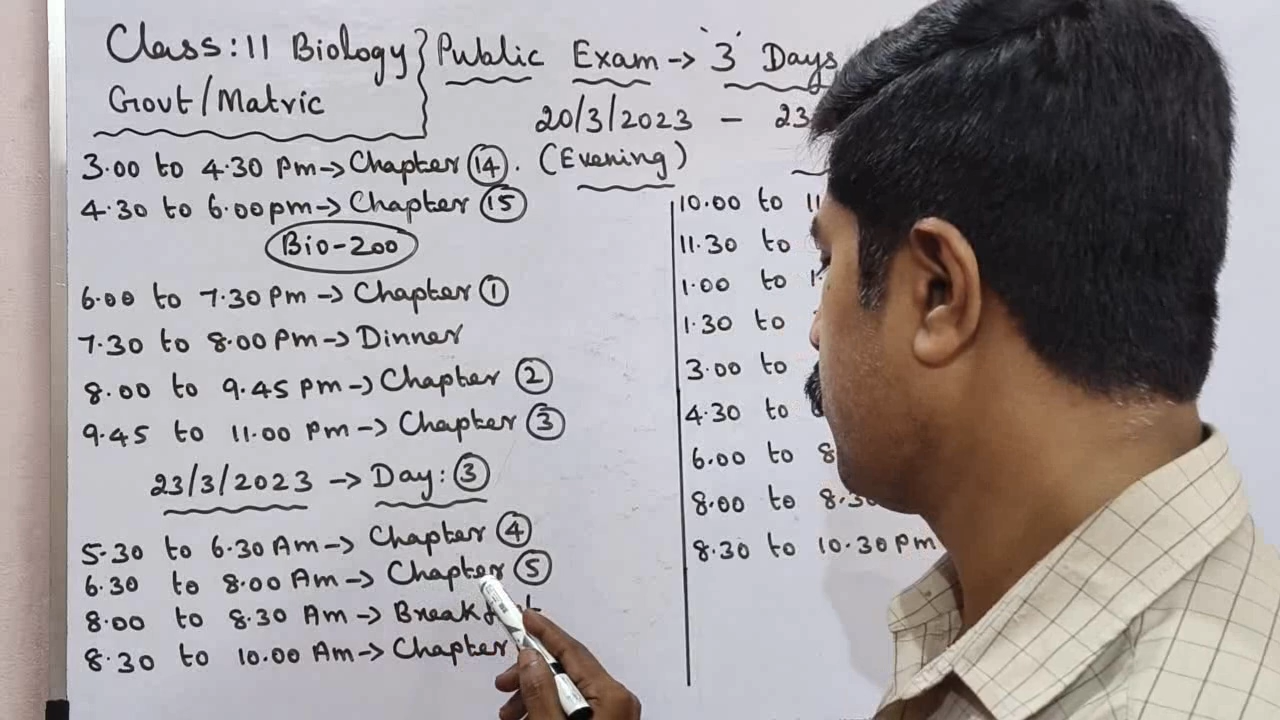 Class: 11 Biology
Govt/Matric
Public Exam → '3' Days
20/3/2023 - 23
3.00 to 4.30 Pm → Chapter 14. (Evening)
4.30 to 6.00pm → Chapter 15
Bio-200
6.00 to 7.30 Pm → Chapter 1
7.30 to 8.00 Pm → Dinner
8.00 to 9.45 Pm → Chapter 2
9.45 to 11.00 Pm → Chapter 3
23/3/2023 → Day: 3
5.30 to 6.30 Am → Chapter 4
6.30 to 8.00 Am → Chapter 5
8.00 to 8.30 Am →
8.30 to 10.00 Am → Chapter
10.00 to 11
11.30 to
1.00 to 1.
1.30 to
3.00 to
4.30 to
6.00 to 8
8.00 to 8.30
8.30 to 10.30 Pm